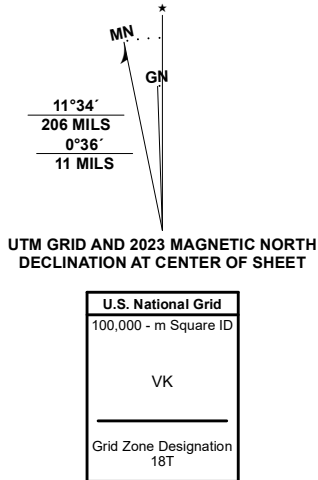 ★
MN
GN
11°34´
206 MILS
0°36´
11 MILS
UTM GRID AND 2023 MAGNETIC NORTH
DECLINATION AT CENTER OF SHEET
U.S. National Grid
100,000 - m Square ID
VK
Grid Zone Designation
18T